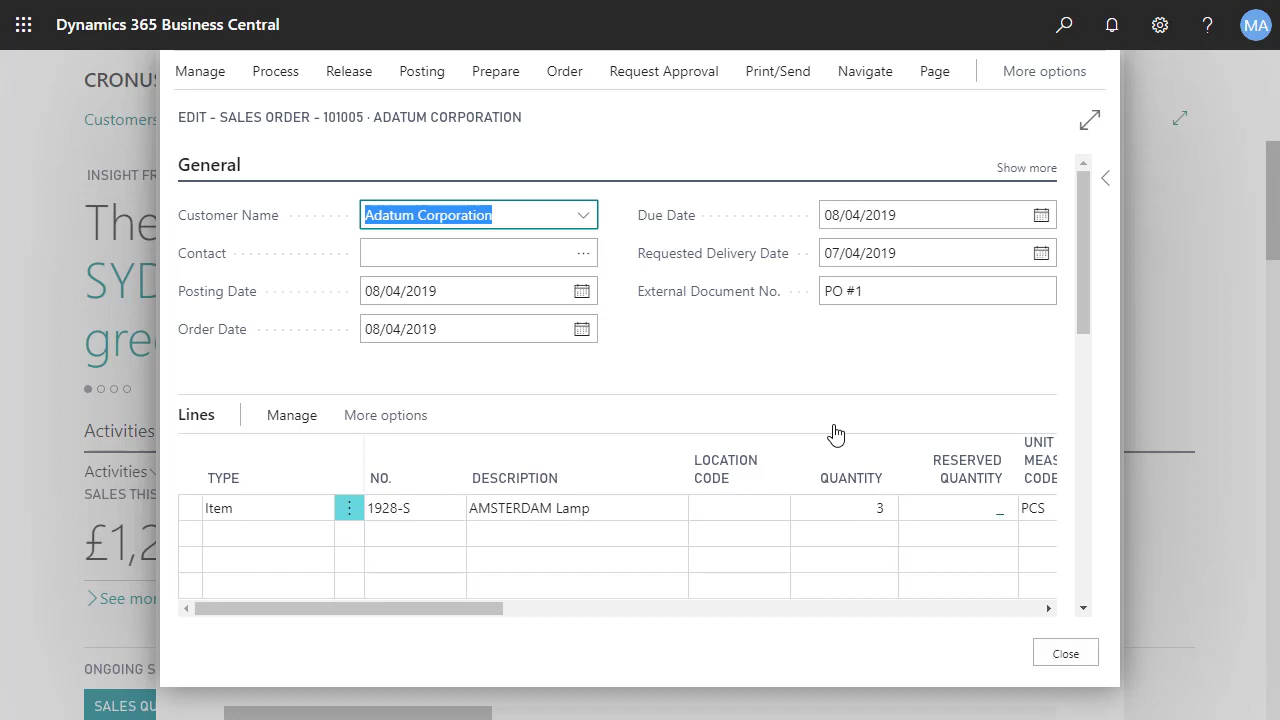 Dynamics 365 Business Central
MA
CRONUS
Customers
INSIGHT FR
The
SYD
gree
Activities
Activities
SALES THIS
£1,2
See mor
ONGOING S
SALES QU
Manage Process Release Posting Prepare Order Request Approval Print/Send Navigate Page More options
EDIT - SALES ORDER - 101005 · ADATUM CORPORATION
General
Show more
Customer Name Adatum Corporation Due Date 08/04/2019
Contact Requested Delivery Date 07/04/2019
Posting Date 08/04/2019 External Document No. PO #1
Order Date 08/04/2019
Lines Manage More options
TYPE NO. DESCRIPTION LOCATION CODE QUANTITY RESERVED QUANTITY UNIT MEAS CODE
Item 1928-S AMSTERDAM Lamp 3 _ PCS
Close